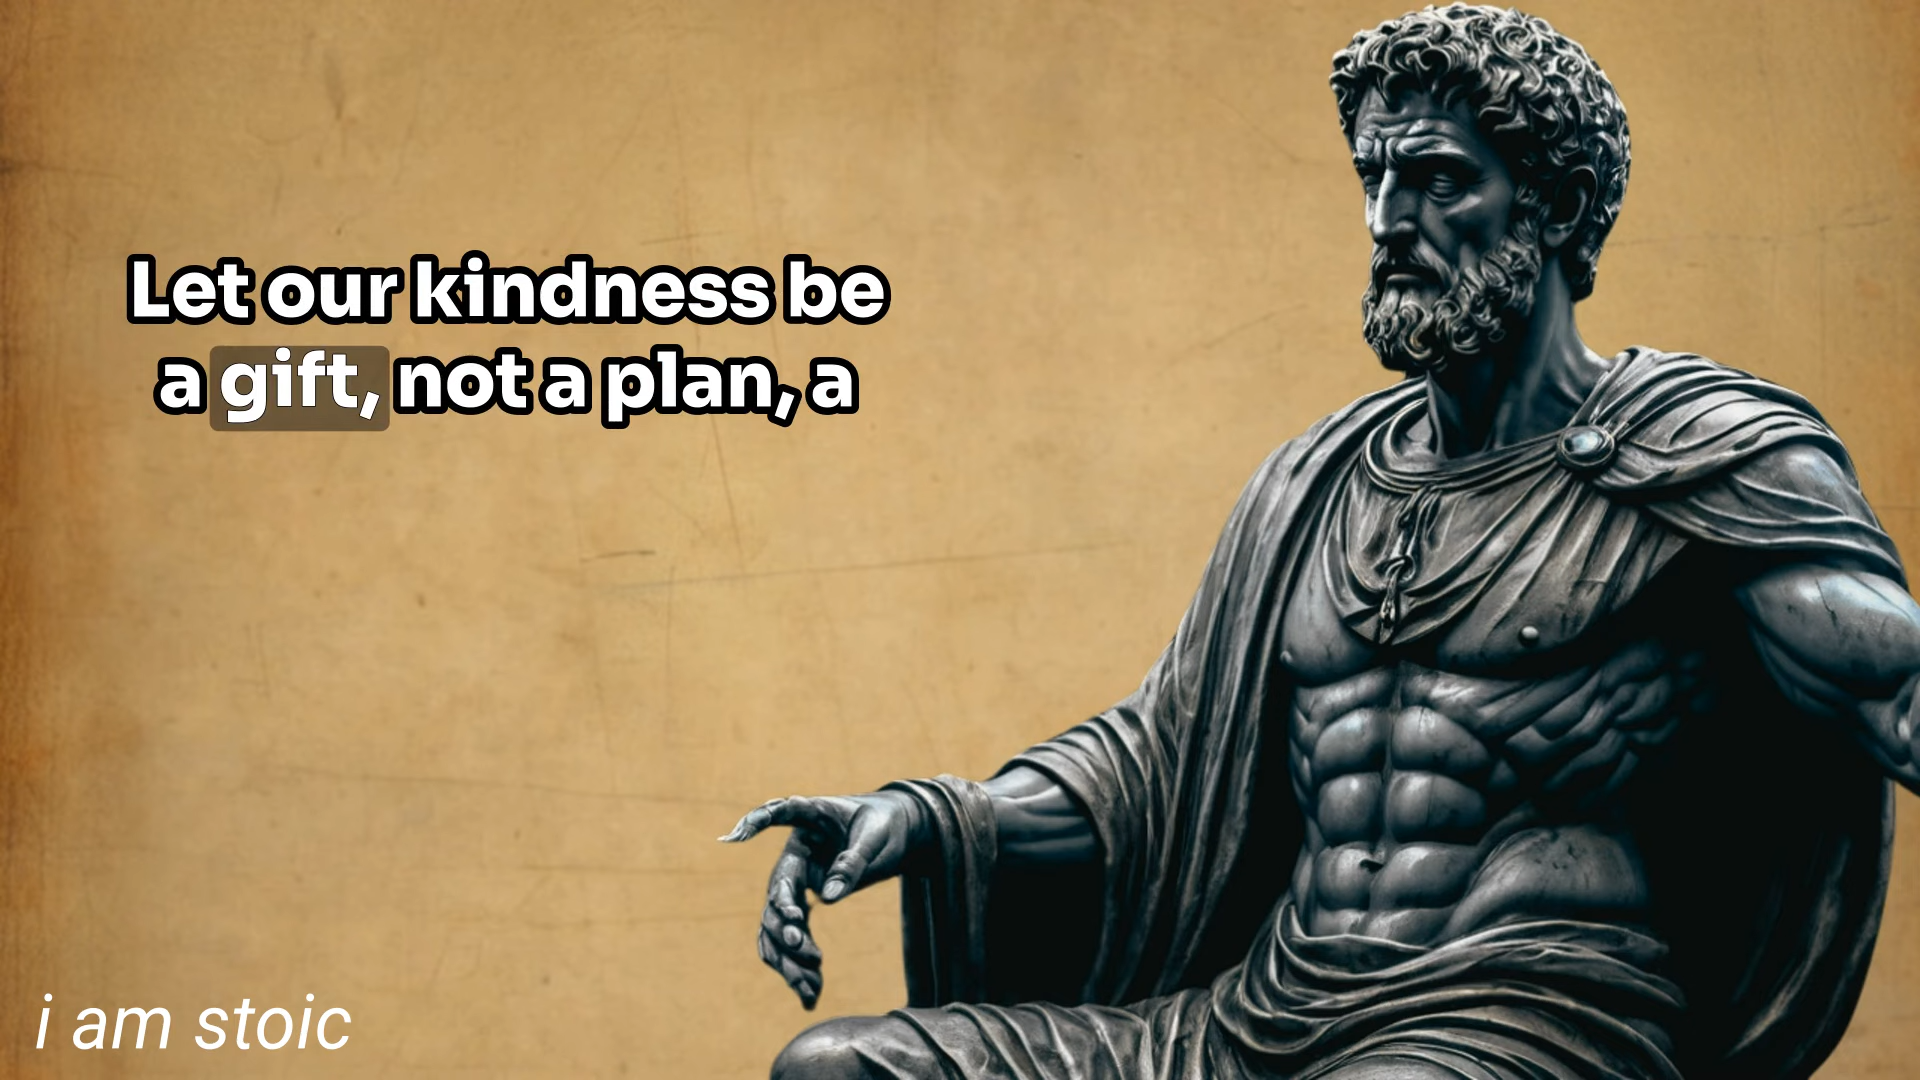 Let our kindness be
a gift, not a plan, a
i am stoic